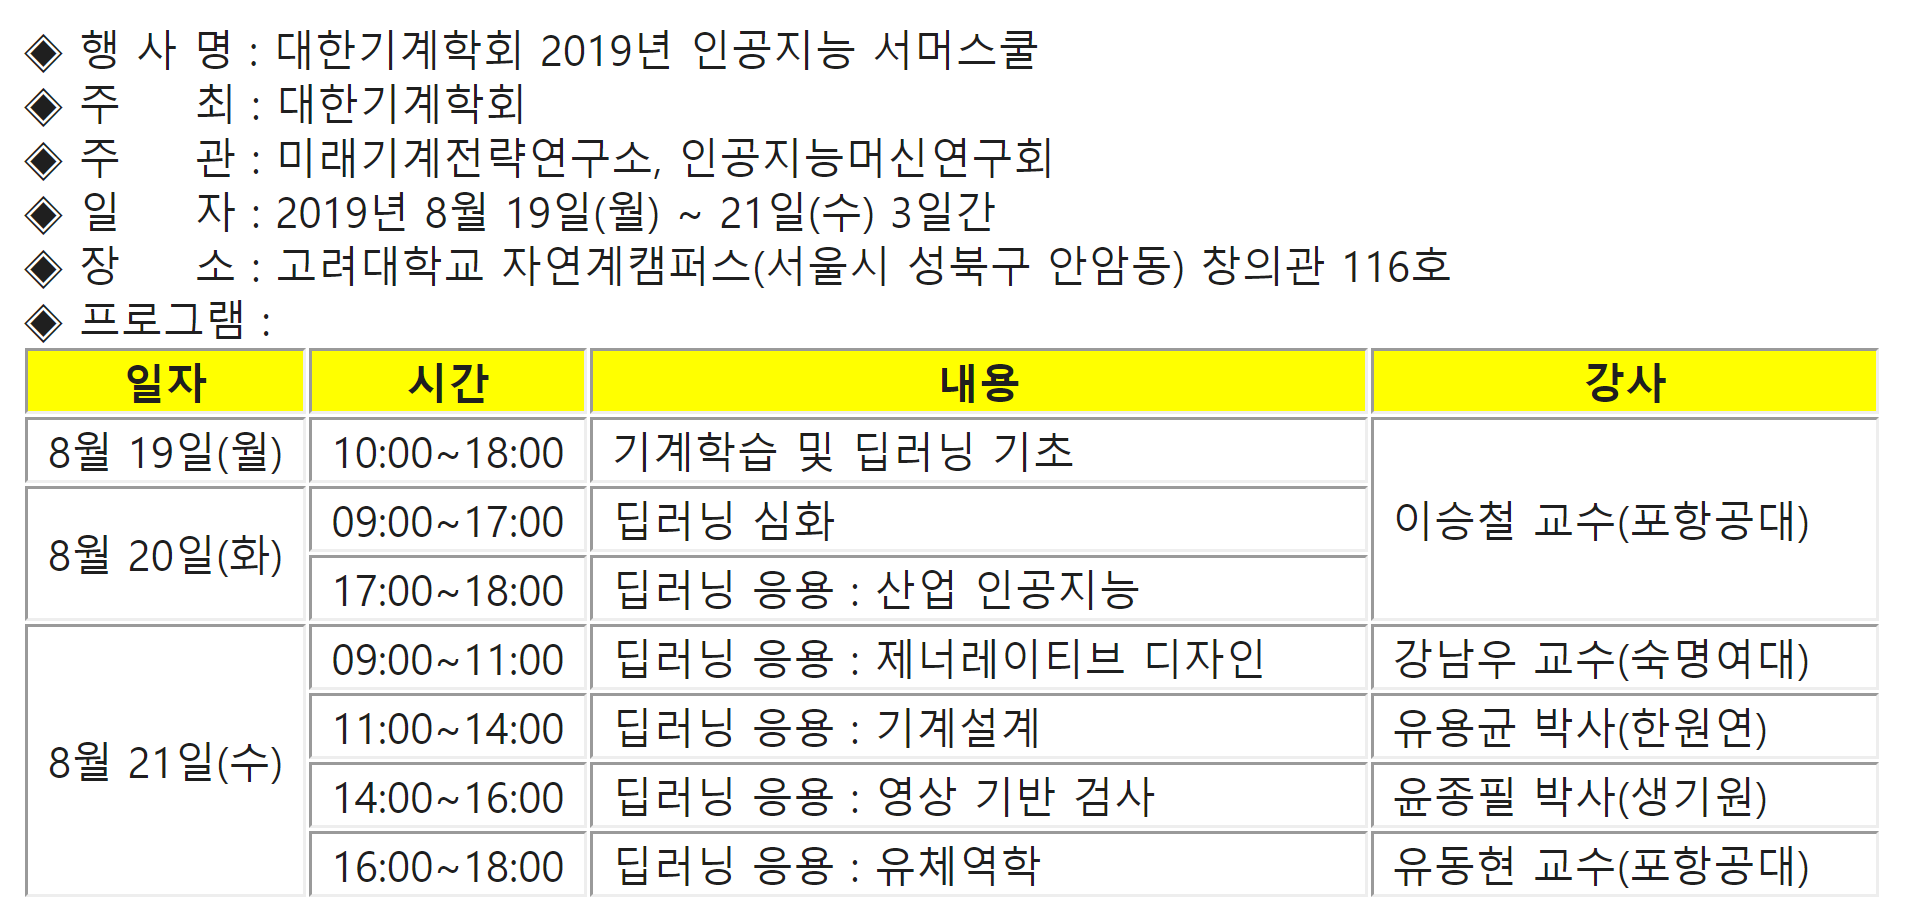 ◈ 행 사 명 : 대한기계학회 2019년 인공지능 서머스쿨
◈ 주 최 : 대한기계학회
◈ 주 관 : 미래기계전략연구소, 인공지능머신연구회
◈ 일 자 : 2019년 8월 19일(월) ~ 21일(수) 3일간
◈ 장 소 : 고려대학교 자연계캠퍼스(서울시 성북구 안암동) 창의관 116호
◈ 프로그램 :
일자 시간 내용 강사
8월 19일(월) 10:00~18:00 기계학습 및 딥러닝 기초 이승철 교수(포항공대)
8월 20일(화) 09:00~17:00 딥러닝 심화
17:00~18:00 딥러닝 응용 : 산업 인공지능
8월 21일(수) 09:00~11:00 딥러닝 응용 : 제너레이티브 디자인 강남우 교수(숙명여대)
11:00~14:00 딥러닝 응용 : 기계설계 유용균 박사(한원연)
14:00~16:00 딥러닝 응용 : 영상 기반 검사 윤종필 박사(생기원)
16:00~18:00 딥러닝 응용 : 유체역학 유동현 교수(포항공대)